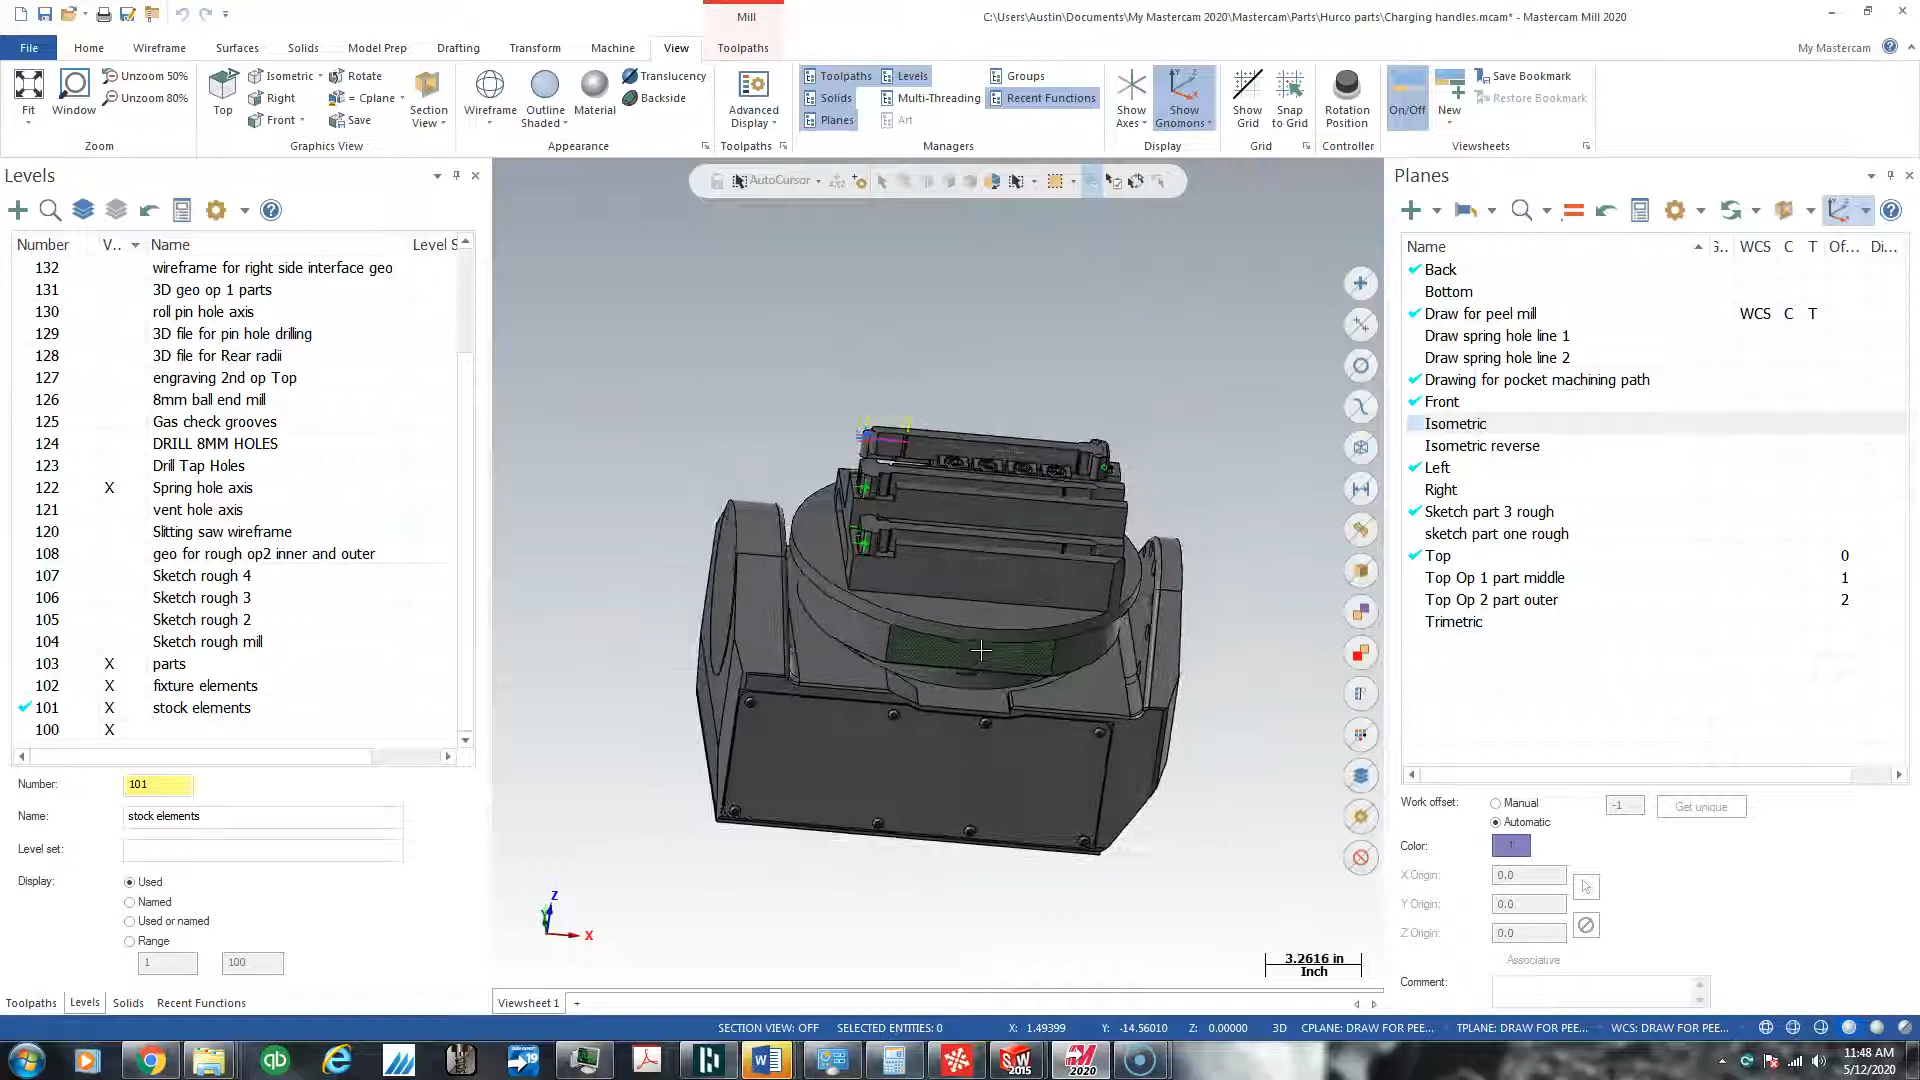 Mill
C:\Users\Austin\Documents\My Mastercam 2020\Mastercam\Parts\Hurco parts\Charging handles.mcam* - Mastercam Mill 2020
File Home Wireframe Surfaces Solids Model Prep Drafting Transform Machine View Toolpaths My Mastercam
Fit Window Unzoom 50% Unzoom 80% Zoom
Top Isometric Right Front Rotate = Cplane Save Section View Graphics View
Wireframe Outline Shaded Material Translucency Backside Appearance
Advanced Display Toolpaths
Toolpaths Levels Groups
Solids Multi-Threading Recent Functions
Planes Art
Managers
Show Axes Show Gnomons Display
Show Grid Snap to Grid Grid
Rotation Position Controller
On/Off New Save Bookmark Restore Bookmark Viewsheets
Levels
Number V.. Name Level S
132 wireframe for right side interface geo
131 3D geo op 1 parts
130 roll pin hole axis
129 3D file for pin hole drilling
128 3D file for Rear radii
127 engraving 2nd op Top
126 8mm ball end mill
125 Gas check grooves
124 DRILL 8MM HOLES
123 Drill Tap Holes
122 X Spring hole axis
121 vent hole axis
120 Slitting saw wireframe
108 geo for rough op2 inner and outer
107 Sketch rough 4
106 Sketch rough 3
105 Sketch rough 2
104 Sketch rough mill
103 X parts
102 X fixture elements
101 X stock elements
100 X
Number: 101
Name: stock elements
Level set:
Display: Used
Named
Used or named
Range
1 100
Toolpaths Levels Solids Recent Functions
AutoCursor
Z
X
3.2616 in
Inch
Viewsheet 1 +
Planes
Name G.. WCS C T Of... Di...
Back
Bottom
Draw for peel mill WCS C T
Draw spring hole line 1
Draw spring hole line 2
Drawing for pocket machining path
Front
Isometric
Isometric reverse
Left
Right
Sketch part 3 rough
sketch part one rough
Top 0
Top Op 1 part middle 1
Top Op 2 part outer 2
Trimetric
Work offset: Manual -1 Get unique
Automatic
Color: 1
X Origin: 0.0
Y Origin: 0.0
Z Origin: 0.0
Associative
Comment:
SECTION VIEW: OFF SELECTED ENTITIES: 0 X: 1.49399 Y: -14.56010 Z: 0.00000 3D CPLANE: DRAW FOR PEE... TPLANE: DRAW FOR PEE... WCS: DRAW FOR PEE...
11:48 AM
5/12/2020